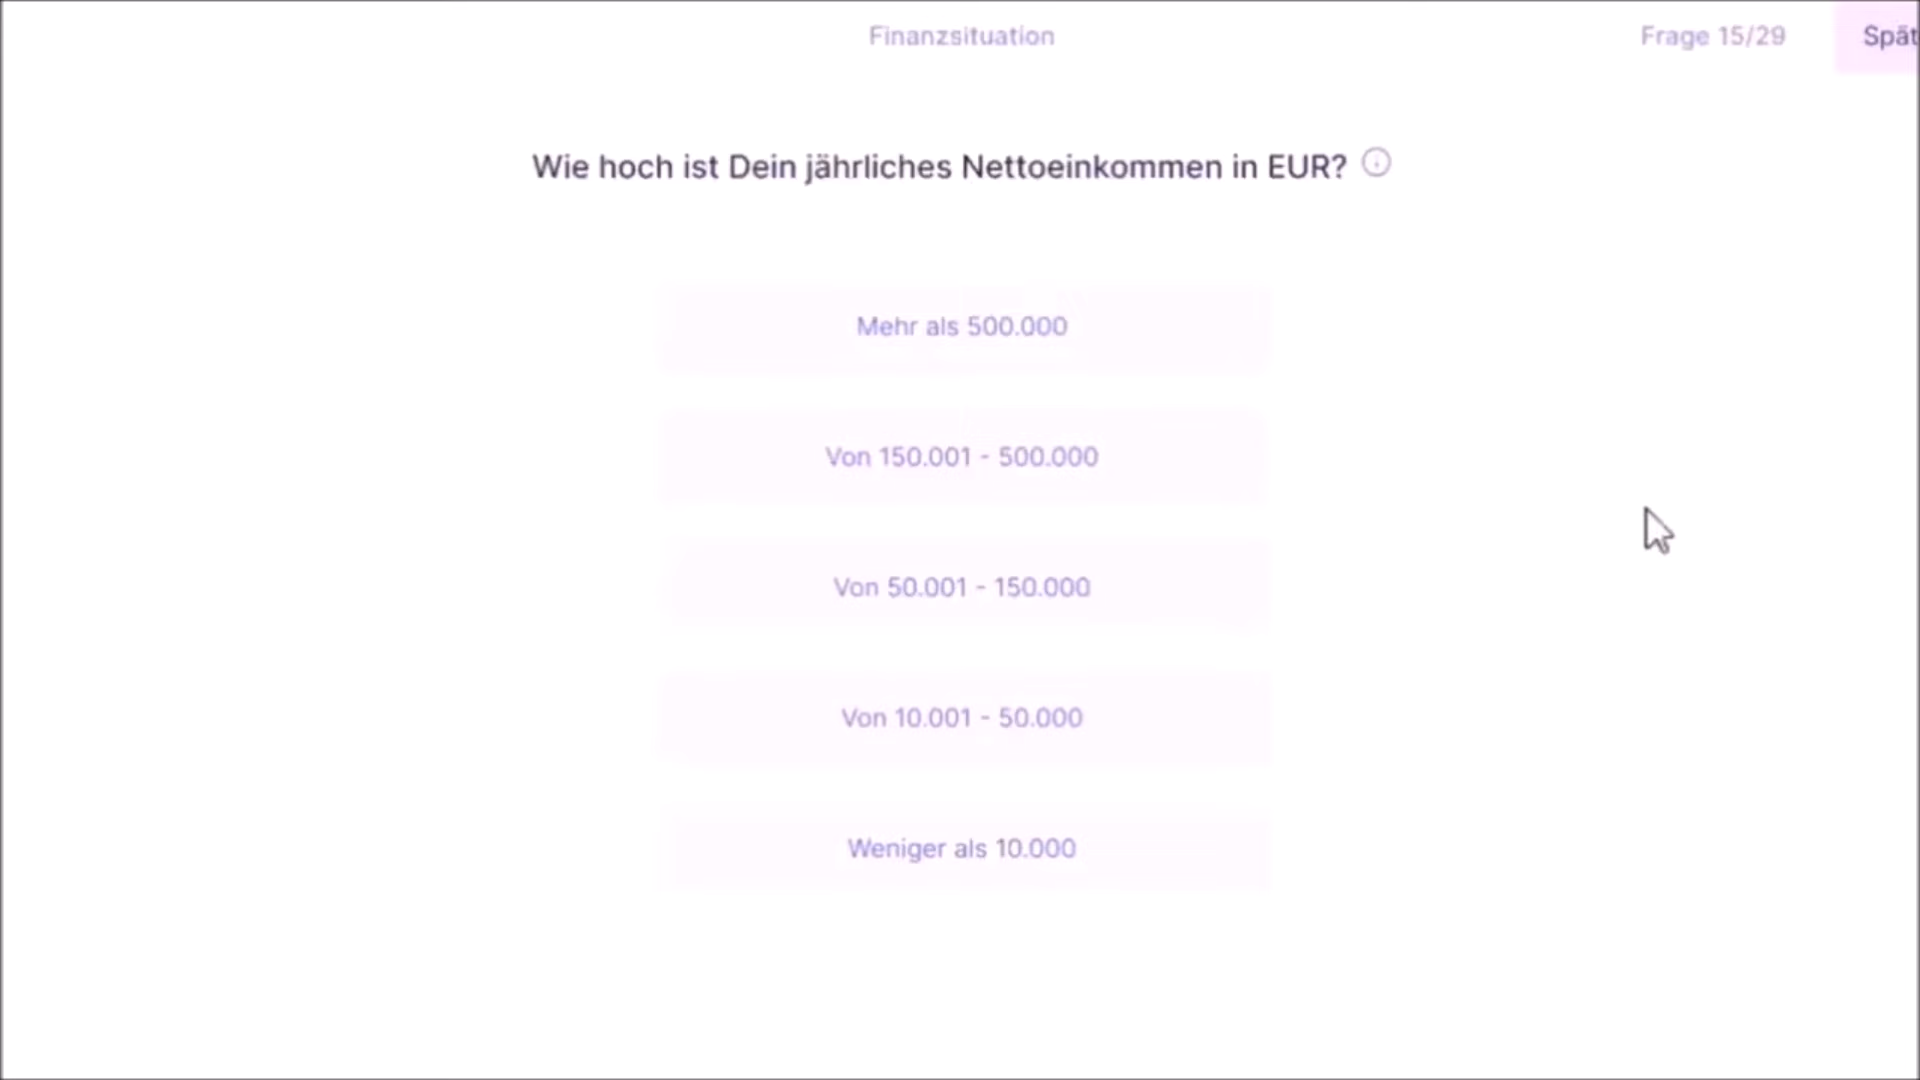 Finanzsituation
Frage 15/29
Spät
Wie hoch ist Dein jährliches Nettoeinkommen in EUR?
Mehr als 500.000
Von 150.001 - 500.000
Von 50.001 - 150.000
Von 10.001 - 50.000
Weniger als 10.000